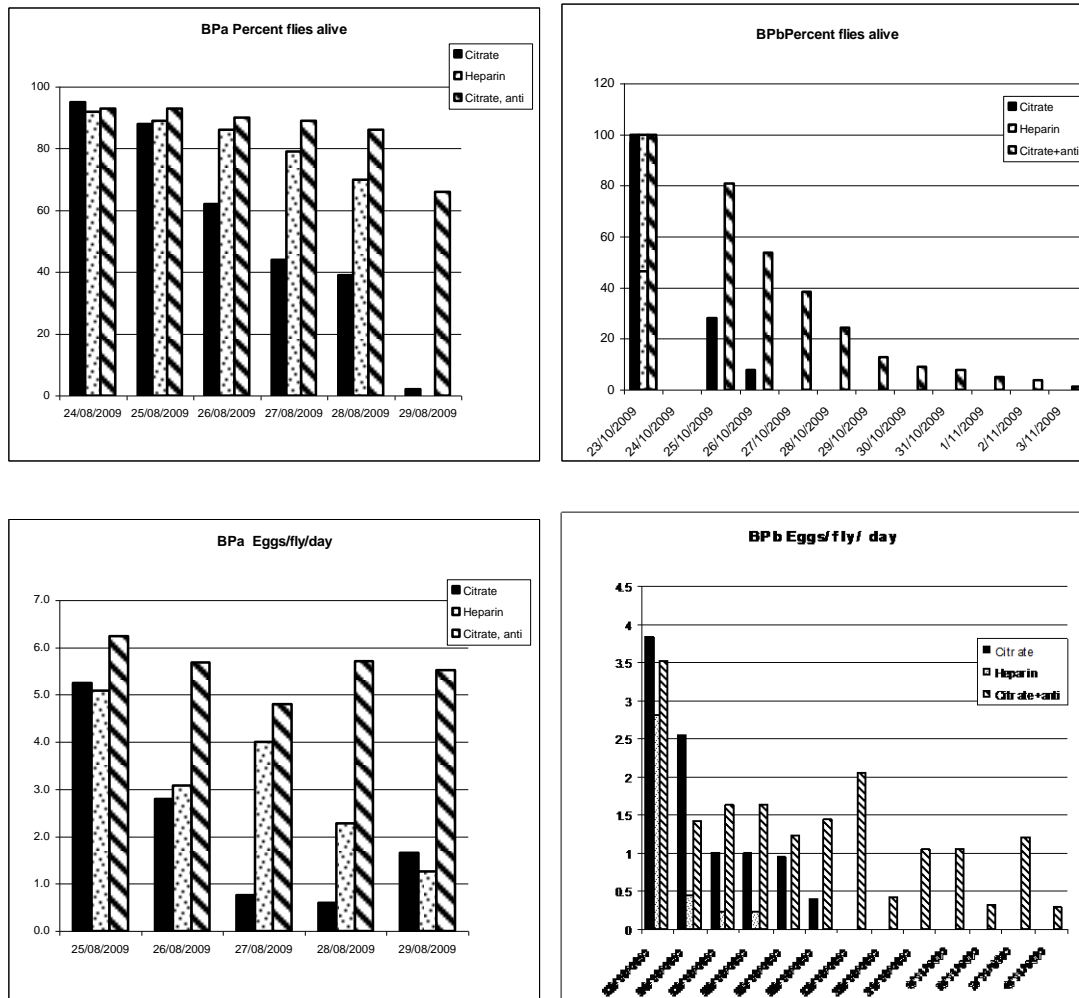 BPa Percent flies alive
Citrate
Heparin
Citrate, anti
100
80
60
40
20
0
24/08/2009 25/08/2009 26/08/2009 27/08/2009 28/08/2009 29/08/2009
BPbPercent flies alive
Citrate
Heparin
Citrate+anti
120
100
80
60
40
20
0
23/10/2009 24/10/2009 25/10/2009 26/10/2009 27/10/2009 28/10/2009 29/10/2009 30/10/2009 31/10/2009 1/11/2009 2/11/2009 3/11/2009
BPa Eggs/fly/day
Citrate
Heparin
Citrate, anti
7.0
6.0
5.0
4.0
3.0
2.0
1.0
0.0
25/08/2009 26/08/2009 27/08/2009 28/08/2009 29/08/2009
BPb Eggs/fly/ day
Citrate
Heparin
Citrate+anti
4.5
4
3.5
3
2.5
2
1.5
1
0.5
0